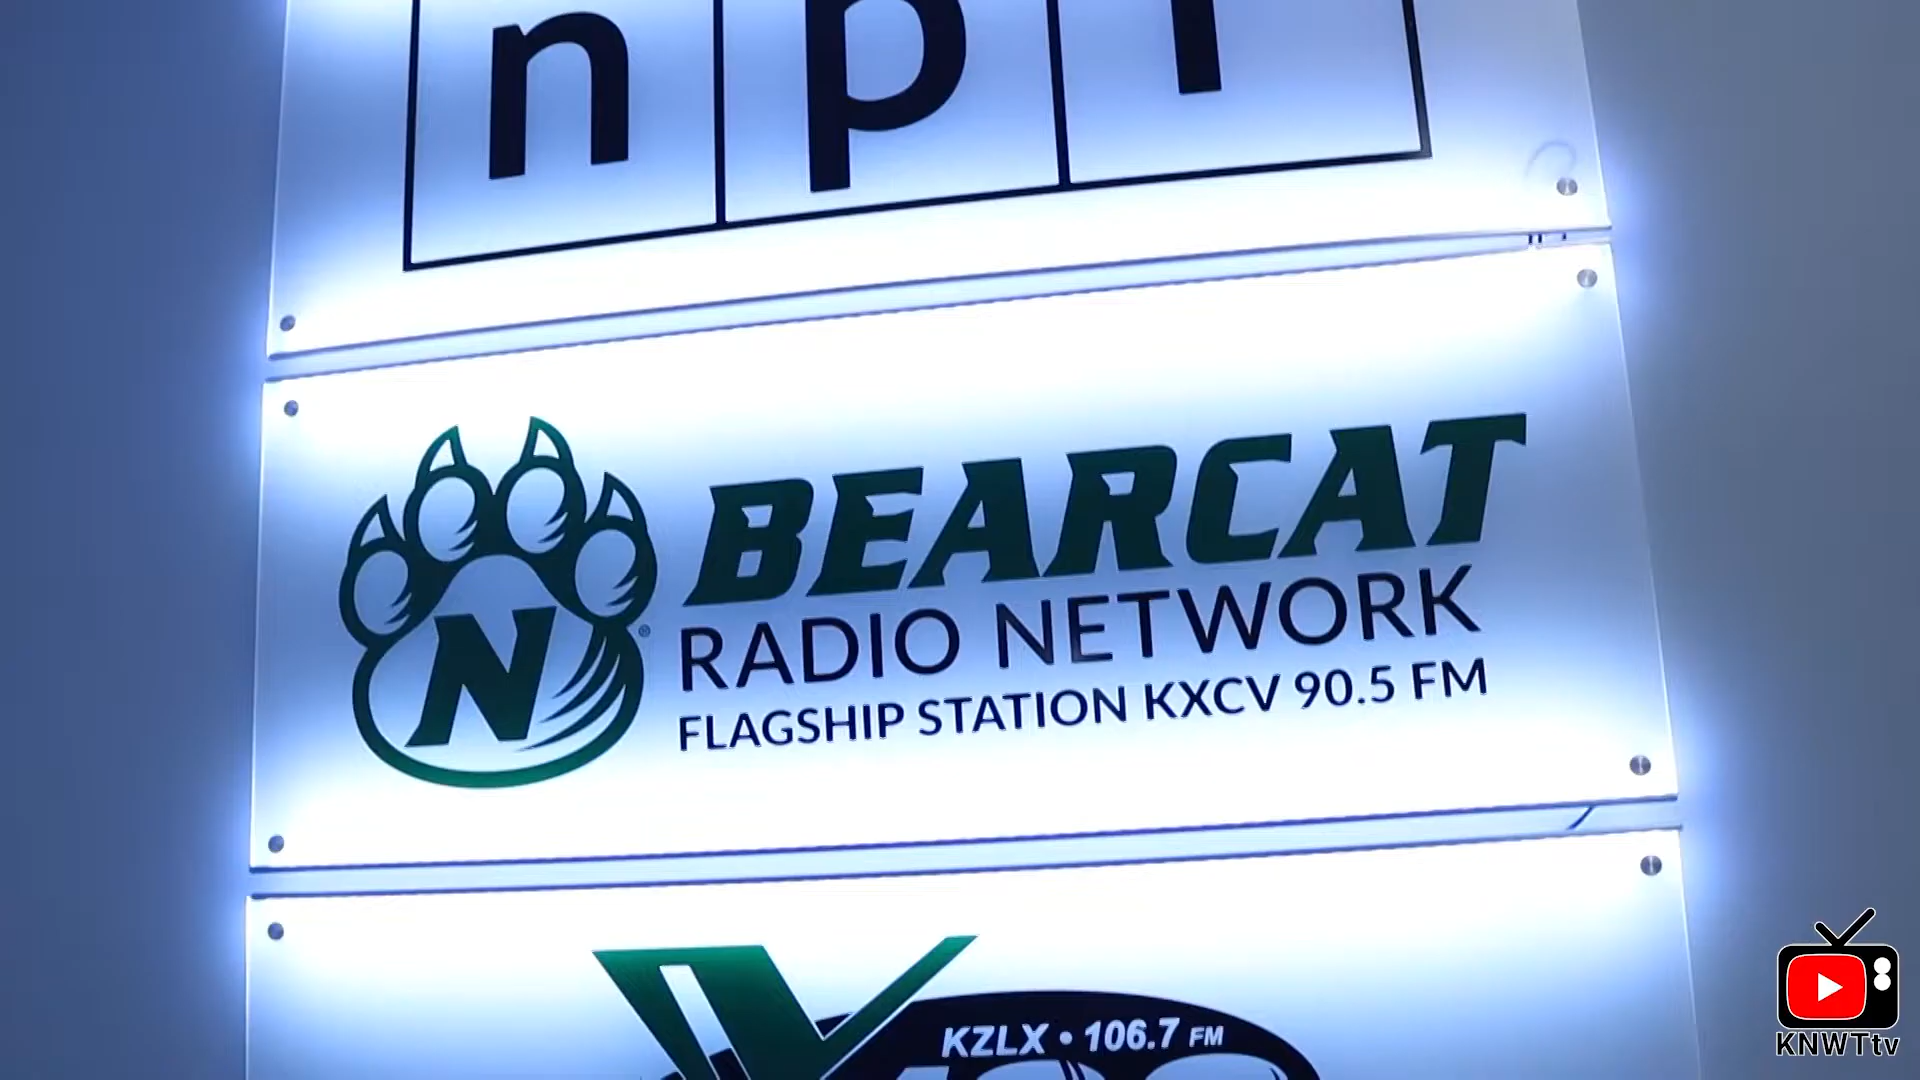 npr
N
BEARCAT
RADIO NETWORK
FLAGSHIP STATION KXCV 90.5 FM
KZLX • 106.7 FM
KNWTtv